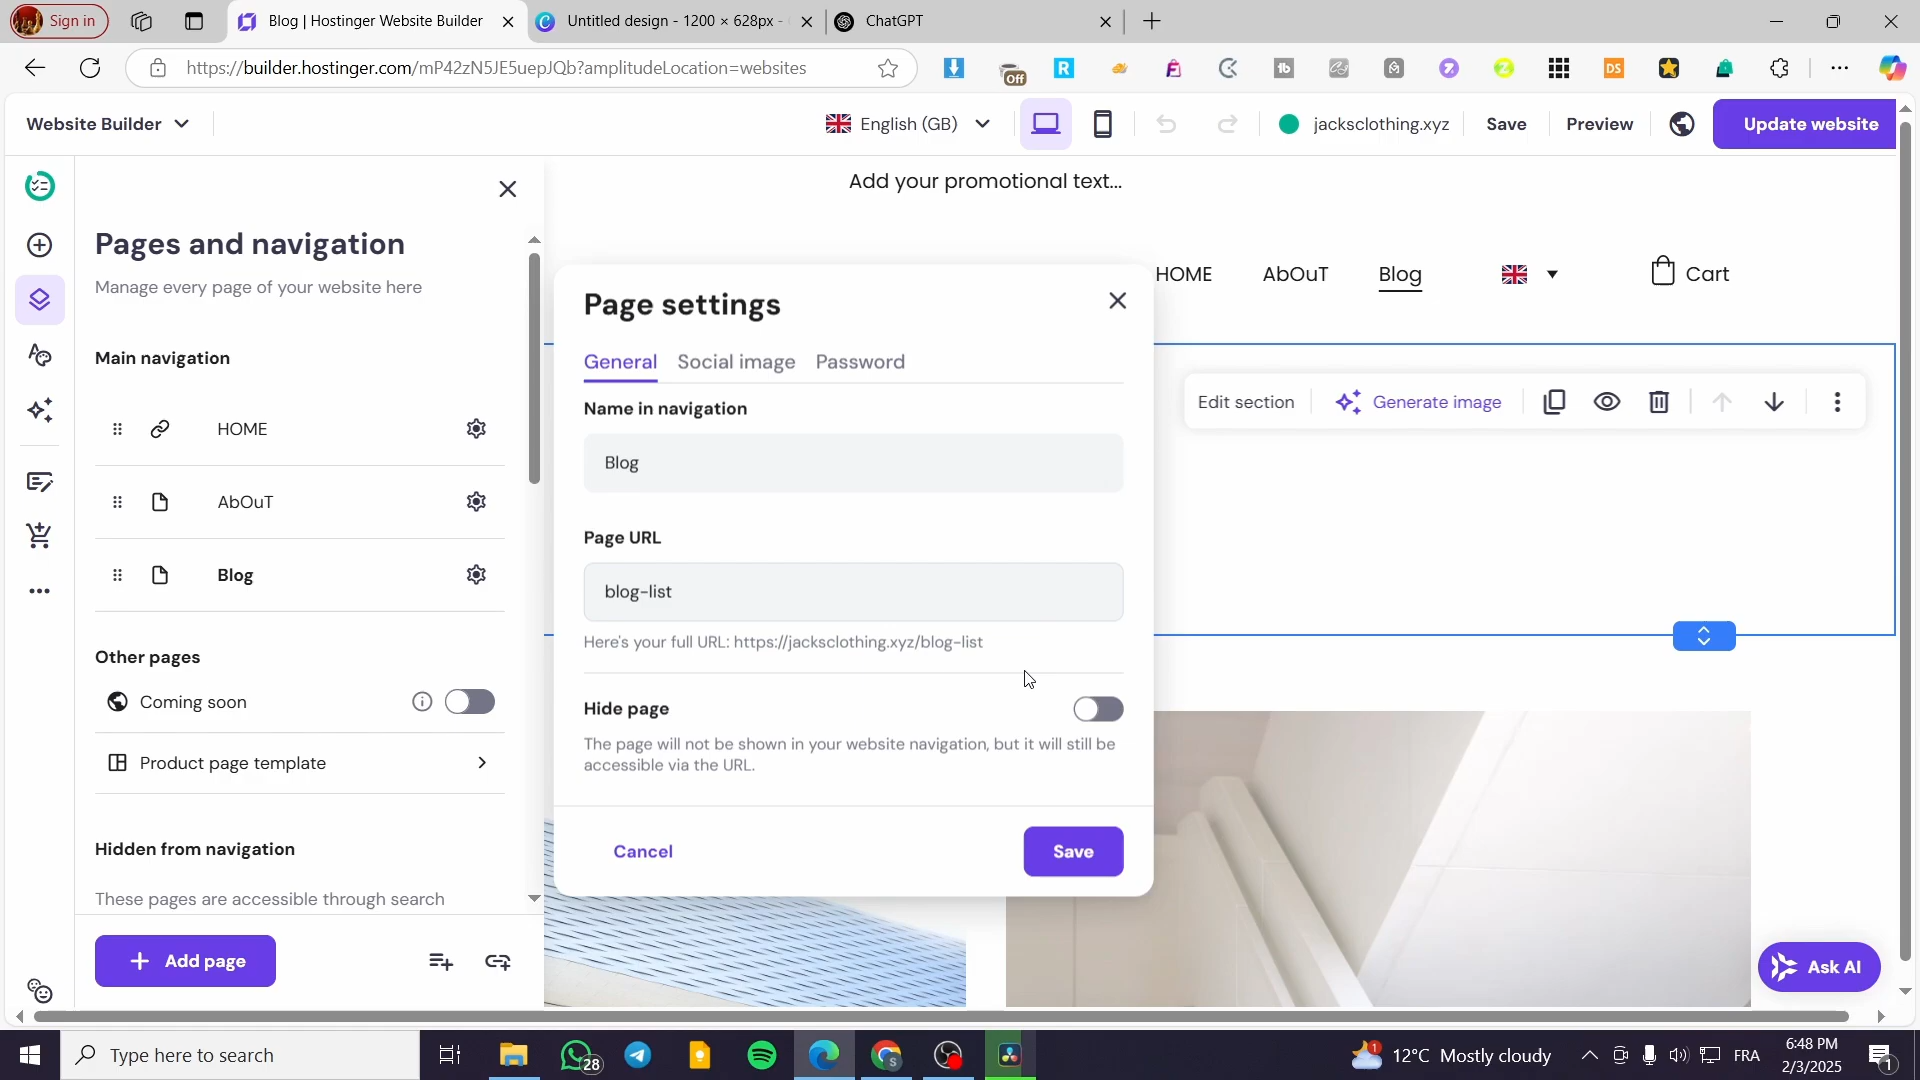 Sign in
Blog | Hostinger Website Builder
Untitled design - 1200 × 628px -
ChatGPT
https://builder.hostinger.com/mP42zN5JE5uepJQb?amplitudeLocation=websites
Off
Website Builder
English (GB)
jacksclothing.xyz
Save
Preview
Update website
Add your promotional text...
Pages and navigation
Manage every page of your website here
HOME
AbOuT
Blog
Cart
Page settings
General
Social image
Password
Main navigation
Edit section
Generate image
Name in navigation
HOME
Blog
AbOuT
Page URL
Blog
blog-list
Here's your full URL: https://jacksclothing.xyz/blog-list
Other pages
Coming soon
Hide page
The page will not be shown in your website navigation, but it will still be
accessible via the URL.
Product page template
Hidden from navigation
Cancel
Save
These pages are accessible through search
Add page
Ask AI
Type here to search
28
12°C Mostly cloudy
FRA
6:48 PM
2/3/2025
1